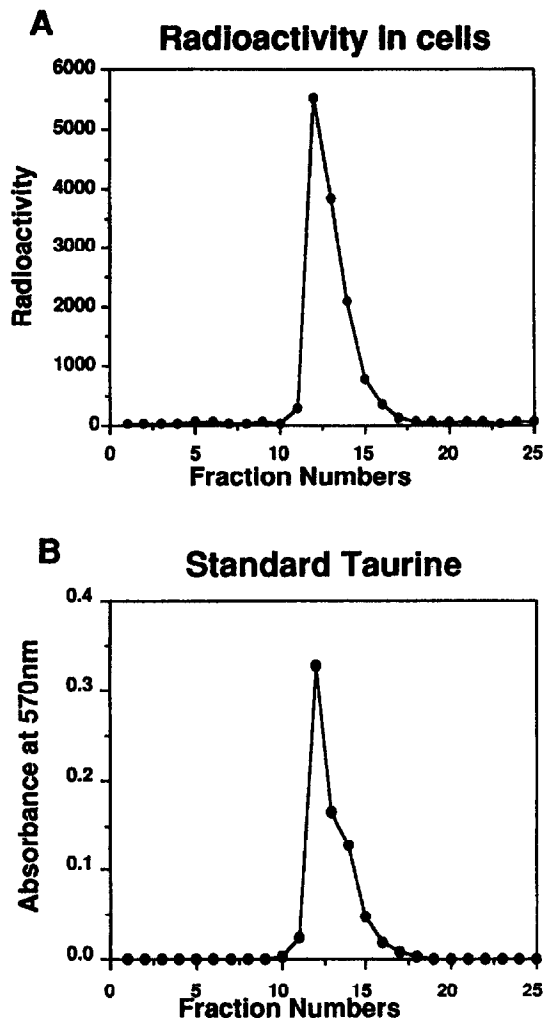 A
Radioactivity in cells
6000
5000
4000
3000
2000
1000
0
Radioactivity
0 5 10 15 20 25
Fraction Numbers
B
Standard Taurine
0.4
0.3
0.2
0.1
0.0
Absorbance at 570nm
0 5 10 15 20 25
Fraction Numbers